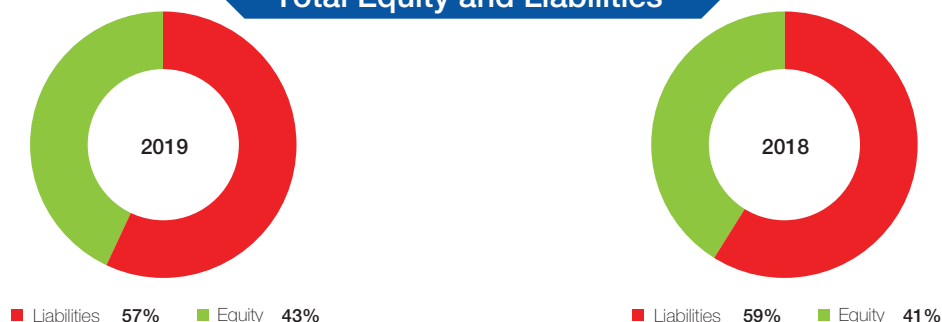 Total Equity and Liabilities
2019
2018
Liabilities 57% Equity 43%
Liabilities 59% Equity 41%